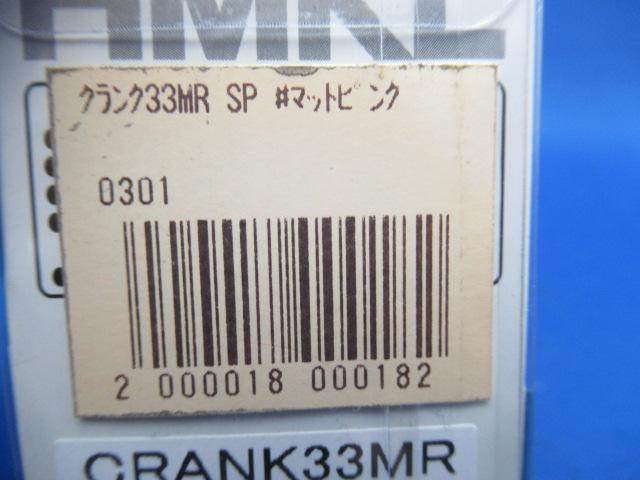 HMKL
ｸﾗﾝｸ33MR SP #ﾏｯﾄﾋﾟﾝｸ
0301
2 000018 000182
CRANK33MR